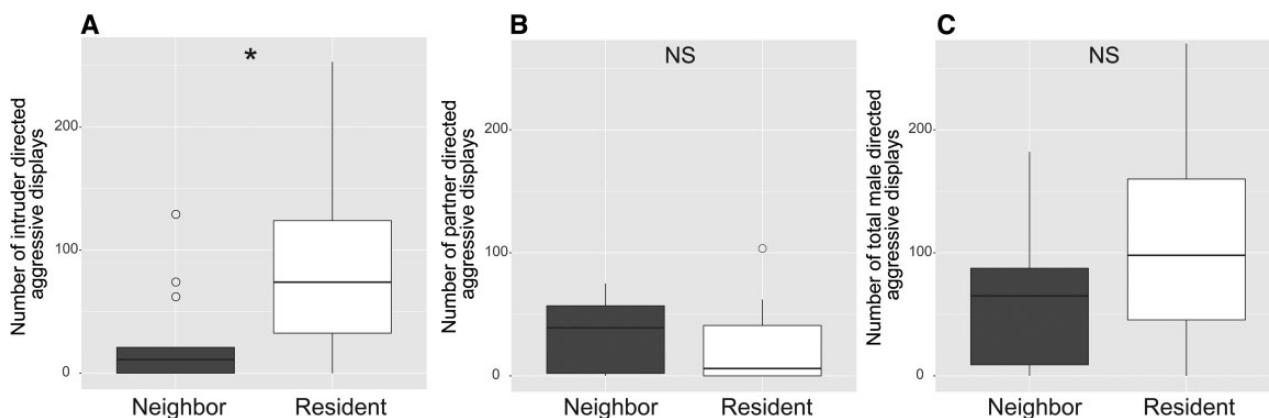 A
Number of intruder directed
aggressive displays
200
100
0
*
Neighbor
Resident
B
Number of partner directed
aggressive displays
200
100
0
NS
Neighbor
Resident
C
Number of total male directed
aggressive displays
200
100
0
NS
Neighbor
Resident